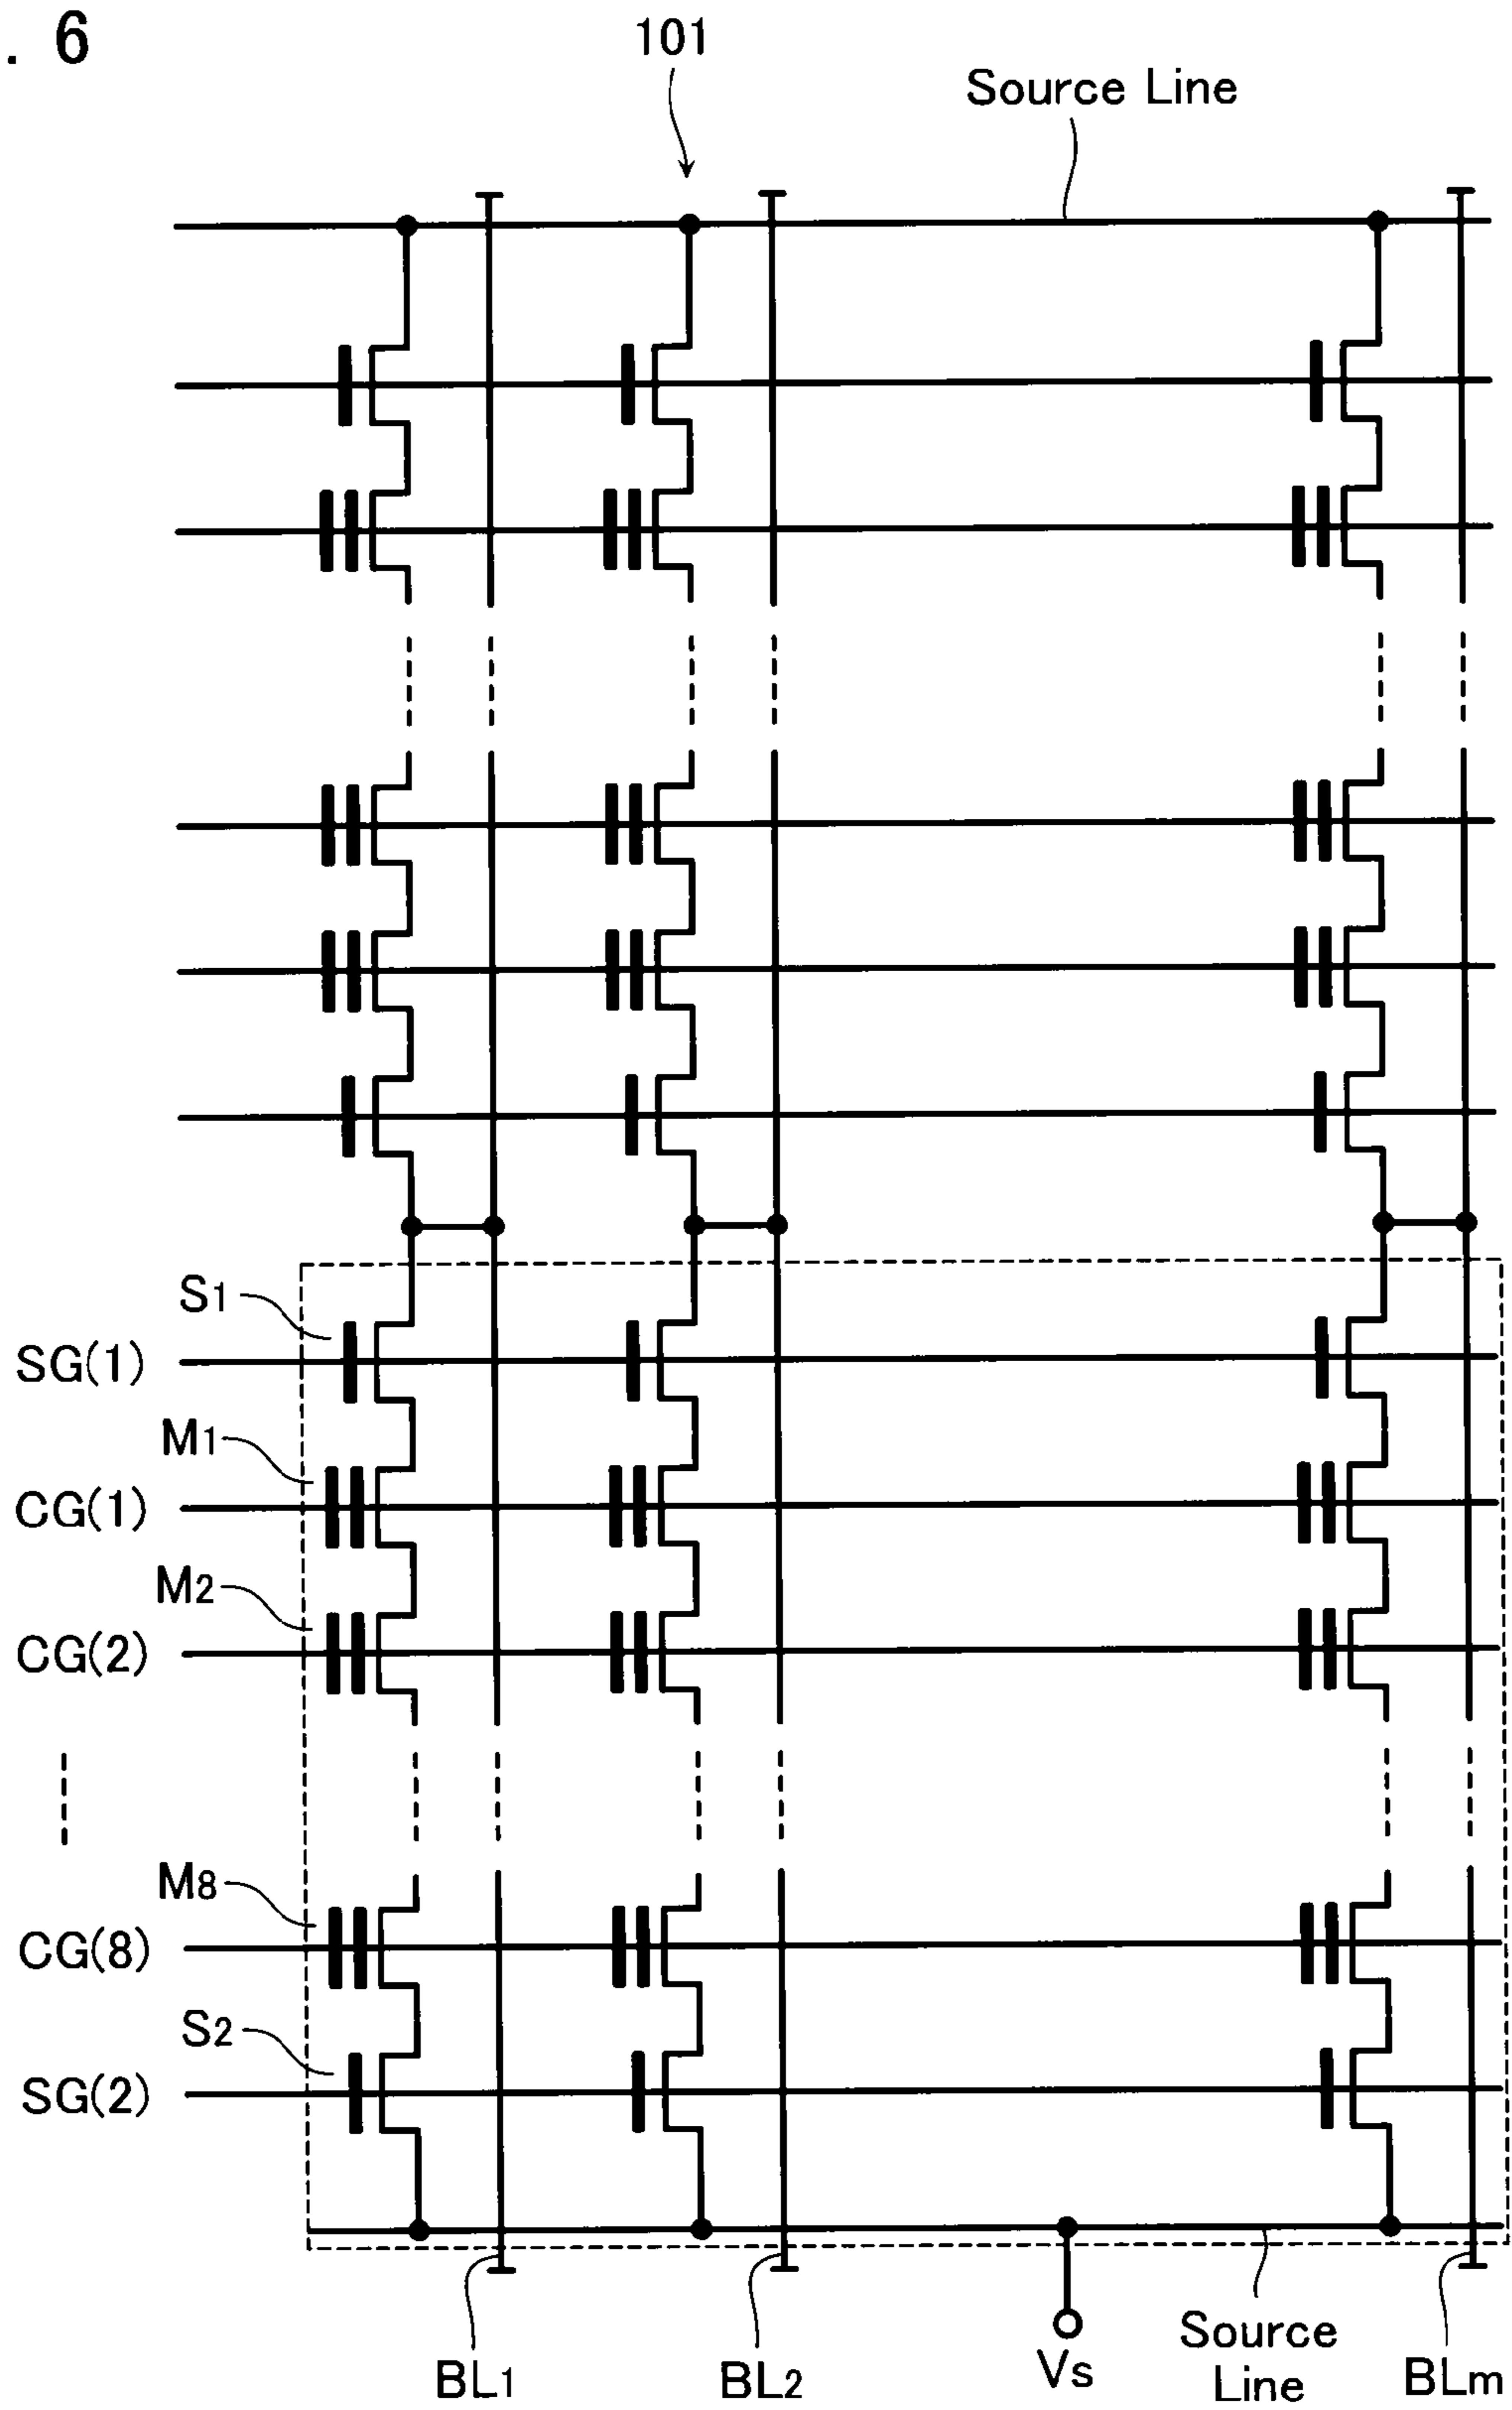 . 6
101
Source Line
S1
SG(1)
M1
CG(1)
M2
CG(2)
M8
CG(8)
S2
SG(2)
BL1
BL2
Vs
Source
Line
BLm